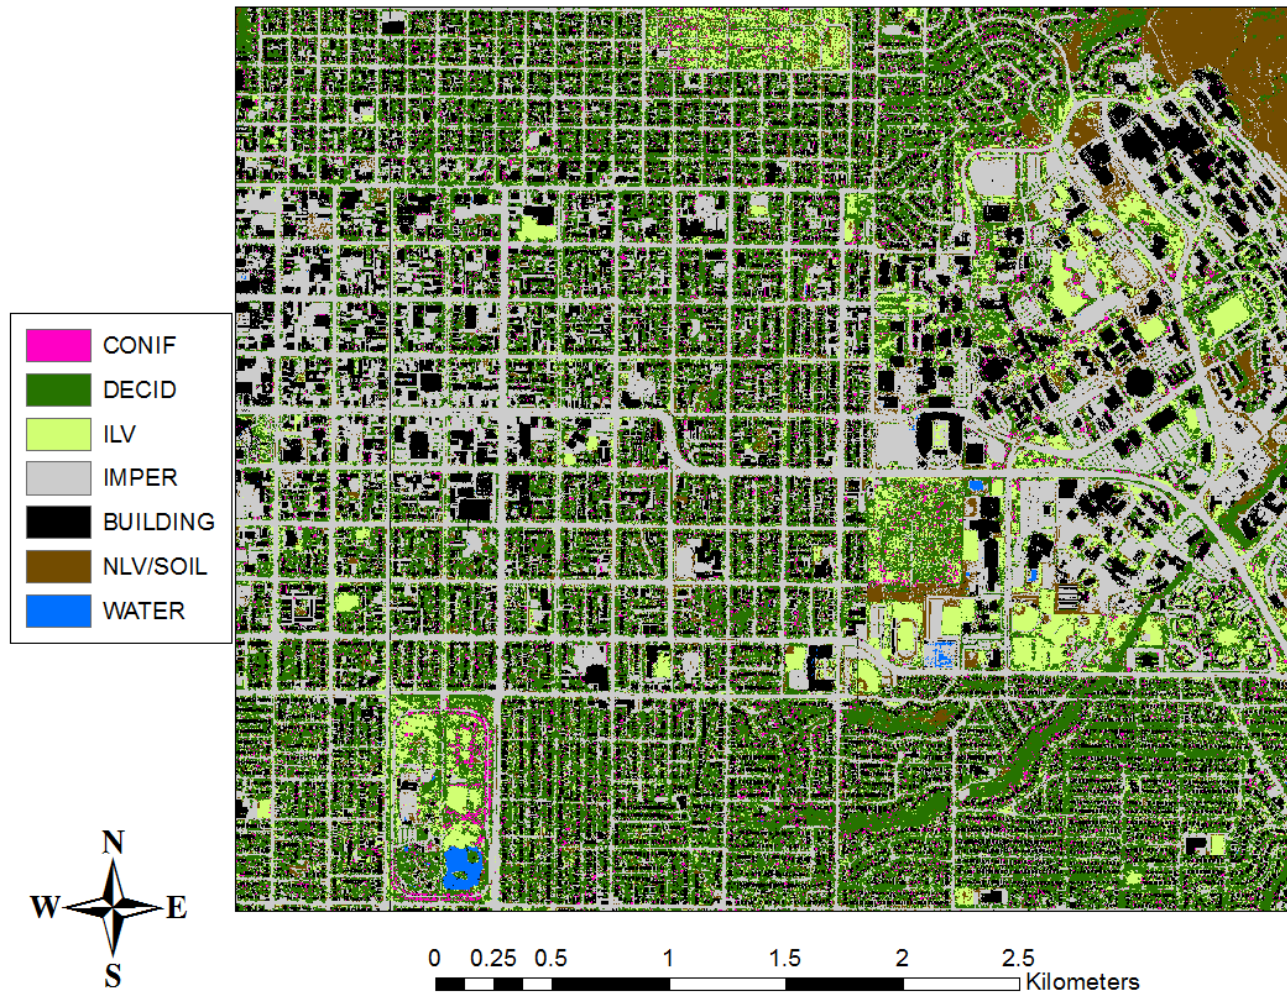 CONIF
DECID
ILV
IMPER
BUILDING
NLV/SOIL
WATER
N
W E
S
0 0.25 0.5 1 1.5 2 2.5
Kilometers